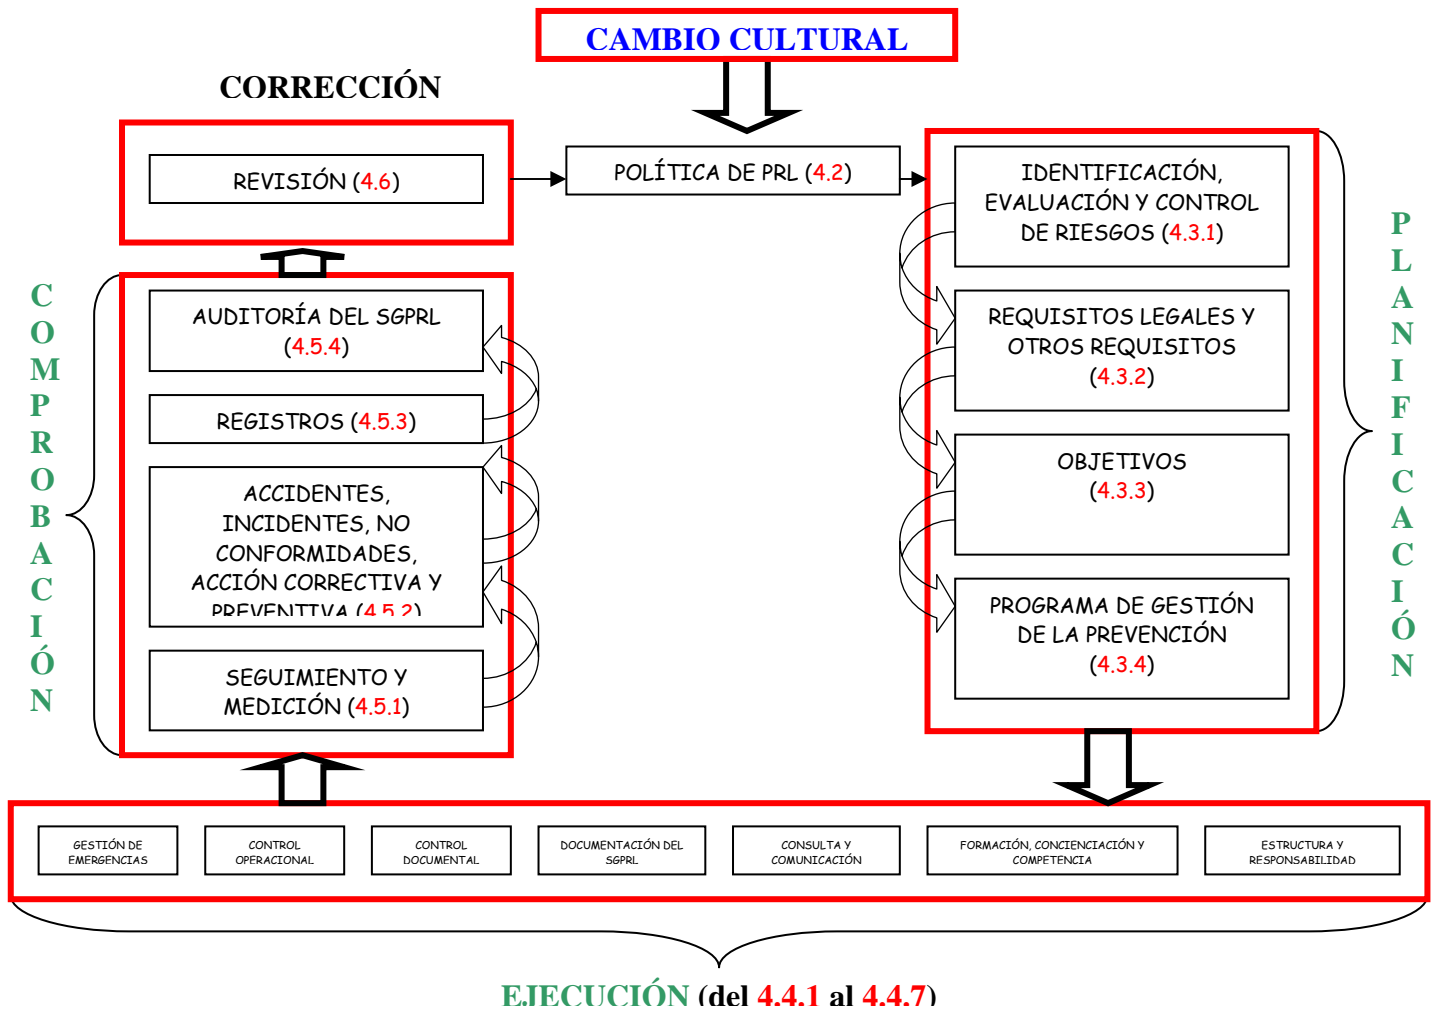 CAMBIO CULTURAL
CORRECCIÓN
REVISIÓN (4.6)
POLÍTICA DE PRL (4.2)
IDENTIFICACIÓN,
EVALUACIÓN Y CONTROL
DE RIESGOS (4.3.1)
REQUISITOS LEGALES Y
OTROS REQUISITOS
(4.3.2)
OBJETIVOS
(4.3.3)
PROGRAMA DE GESTIÓN
DE LA PREVENCIÓN
(4.3.4)
PLANIFICACIÓN
COMPROBACIÓN
AUDITORÍA DEL SGPRL
(4.5.4)
REGISTROS (4.5.3)
ACCIDENTES,
INCIDENTES, NO
CONFORMIDADES,
ACCIÓN CORRECTIVA Y
PREVENTIVA (4.5.2)
SEGUIMIENTO Y
MEDICIÓN (4.5.1)
GESTIÓN DE
EMERGENCIAS
CONTROL
OPERACIONAL
CONTROL
DOCUMENTAL
DOCUMENTACIÓN DEL
SGPRL
CONSULTA Y
COMUNICACIÓN
FORMACIÓN, CONCIENCIACIÓN Y
COMPETENCIA
ESTRUCTURA Y
RESPONSABILIDAD
EJECUCIÓN (del 4.4.1 al 4.4.7)